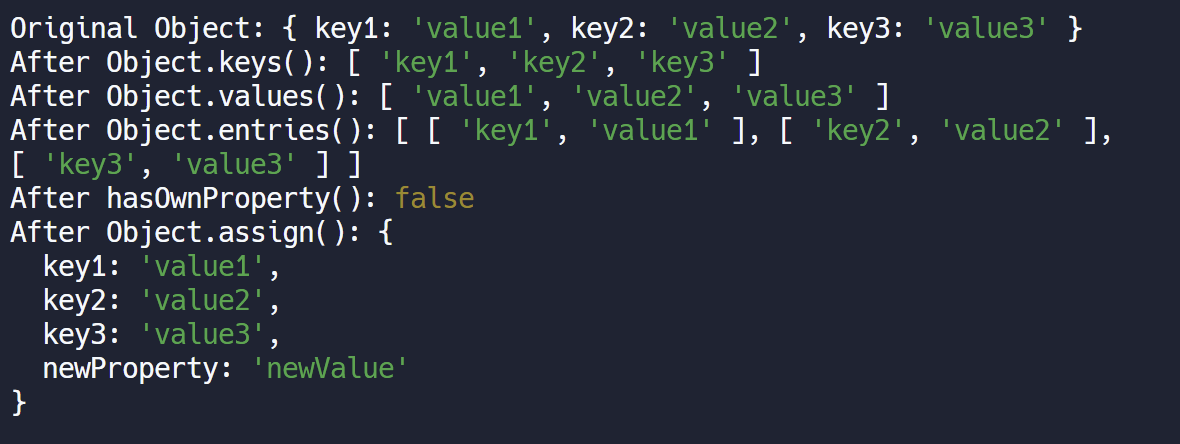 Original Object: { key1: 'value1', key2: 'value2', key3: 'value3' }
After Object.keys(): [ 'key1', 'key2', 'key3' ]
After Object.values(): [ 'value1', 'value2', 'value3' ]
After Object.entries(): [ [ 'key1', 'value1' ], [ 'key2', 'value2' ],
[ 'key3', 'value3' ] ]
After hasOwnProperty(): false
After Object.assign(): {
  key1: 'value1',
  key2: 'value2',
  key3: 'value3',
  newProperty: 'newValue'
}